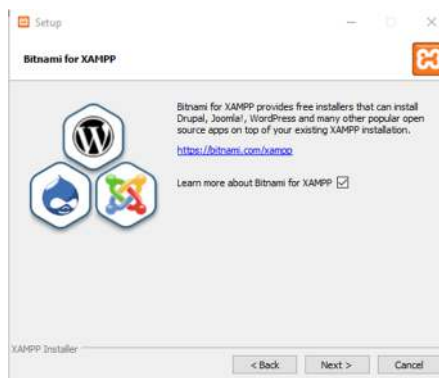 Setup
Bitnami for XAMPP
Bitnami for XAMPP provides free installers that can install
Drupal, Joomla!, WordPress and many other popular open
source apps on top of your existing XAMPP installation.
https://bitnami.com/xampp
Learn more about Bitnami for XAMPP
XAMPP Installer
< Back
Next >
Cancel